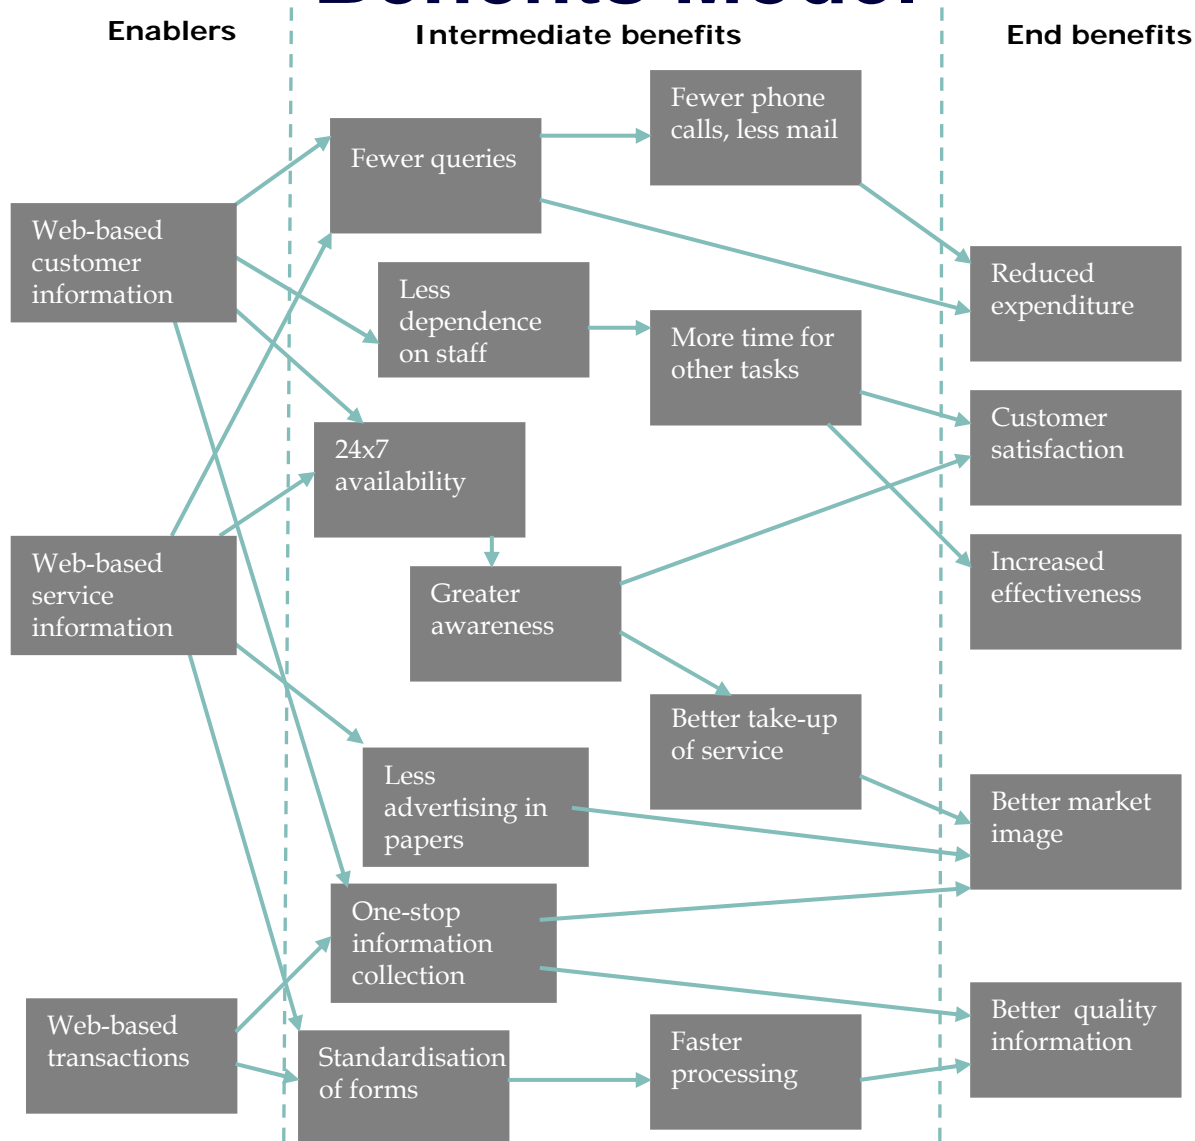 Benefits Model
Enablers
Intermediate benefits
End benefits
Fewer phone
calls, less mail
Fewer queries
Web-based
customer
information
Less
dependence
on staff
Reduced
expenditure
More time for
other tasks
Customer
satisfaction
24x7
availability
Web-based
service
information
Greater
awareness
Increased
effectiveness
Better take-up
of service
Less
advertising in
papers
Better market
image
One-stop
information
collection
Web-based
transactions
Standardisation
of forms
Faster
processing
Better  quality
information